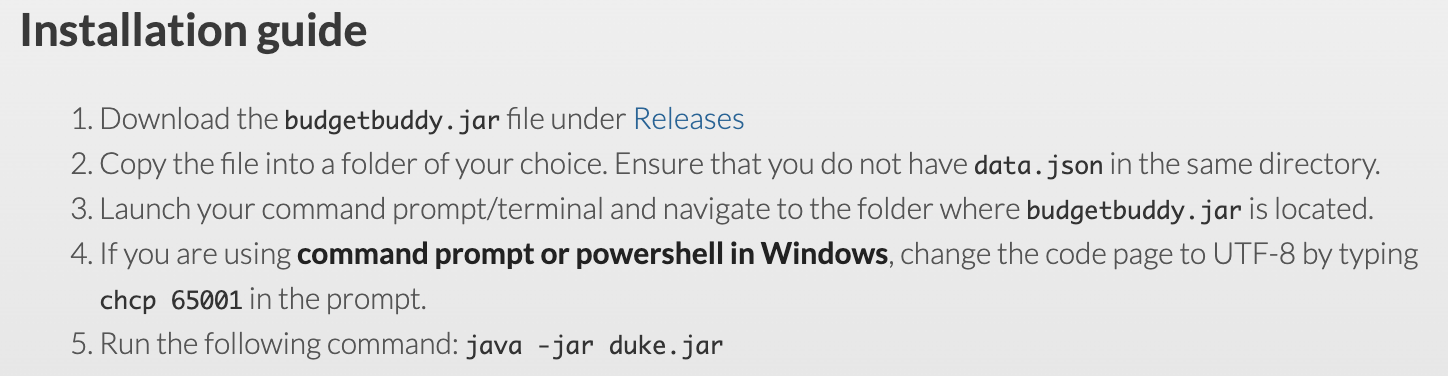 Installation guide
1. Download the budgetbuddy.jar file under Releases
2. Copy the file into a folder of your choice. Ensure that you do not have data.json in the same directory.
3. Launch your command prompt/terminal and navigate to the folder where budgetbuddy.jar is located.
4. If you are using command prompt or powershell in Windows, change the code page to UTF-8 by typing
chcp 65001 in the prompt.
5. Run the following command: java -jar duke.jar